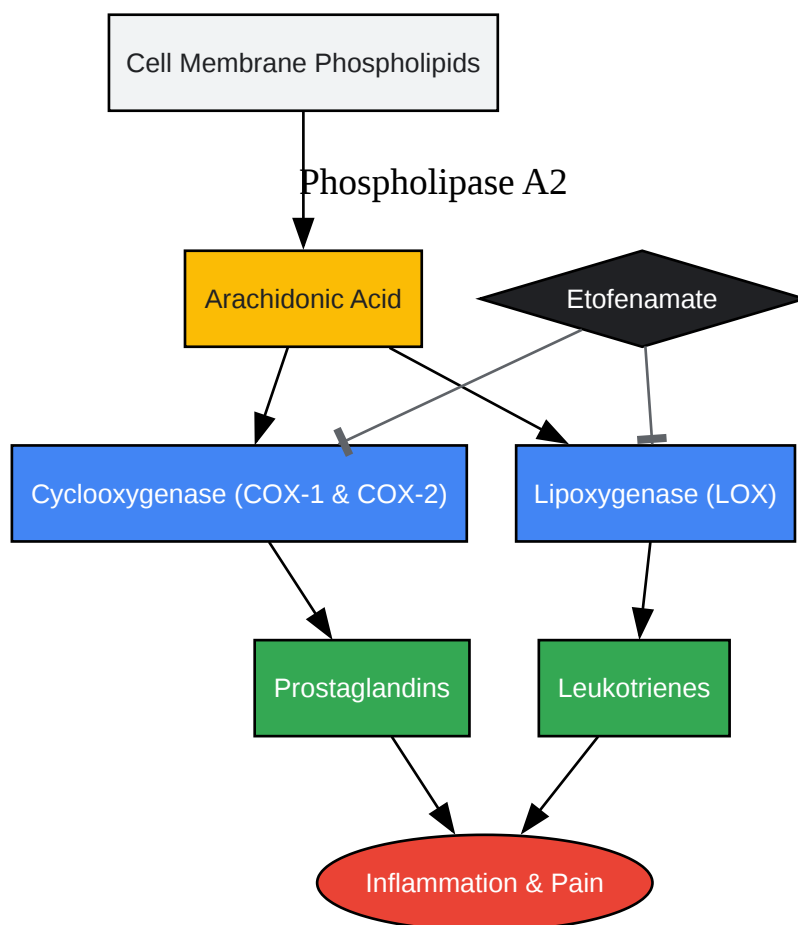 Cell Membrane Phospholipids
Phospholipase A2
Arachidonic Acid
Etofenamate
Cyclooxygenase (COX-1 & COX-2)
Lipoxygenase (LOX)
Prostaglandins
Leukotrienes
Inflammation & Pain